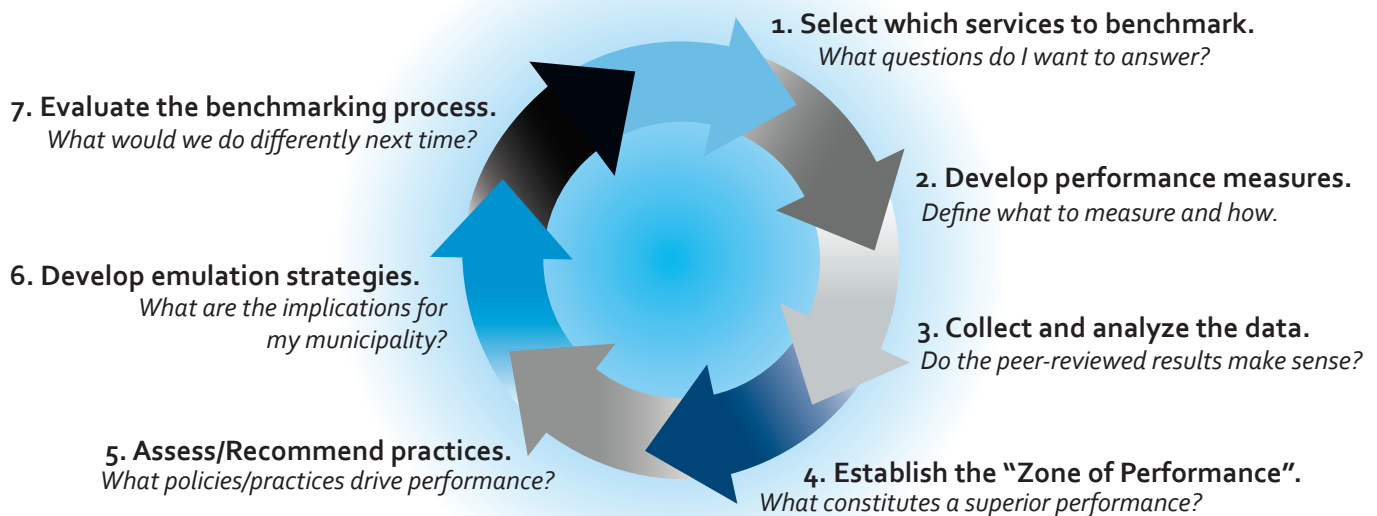 1. Select which services to benchmark.
What questions do I want to answer?
2. Develop performance measures.
Define what to measure and how.
3. Collect and analyze the data.
Do the peer-reviewed results make sense?
4. Establish the “Zone of Performance”.
What constitutes a superior performance?
5. Assess/Recommend practices.
What policies/practices drive performance?
6. Develop emulation strategies.
What are the implications for
my municipality?
7. Evaluate the benchmarking process.
What would we do differently next time?